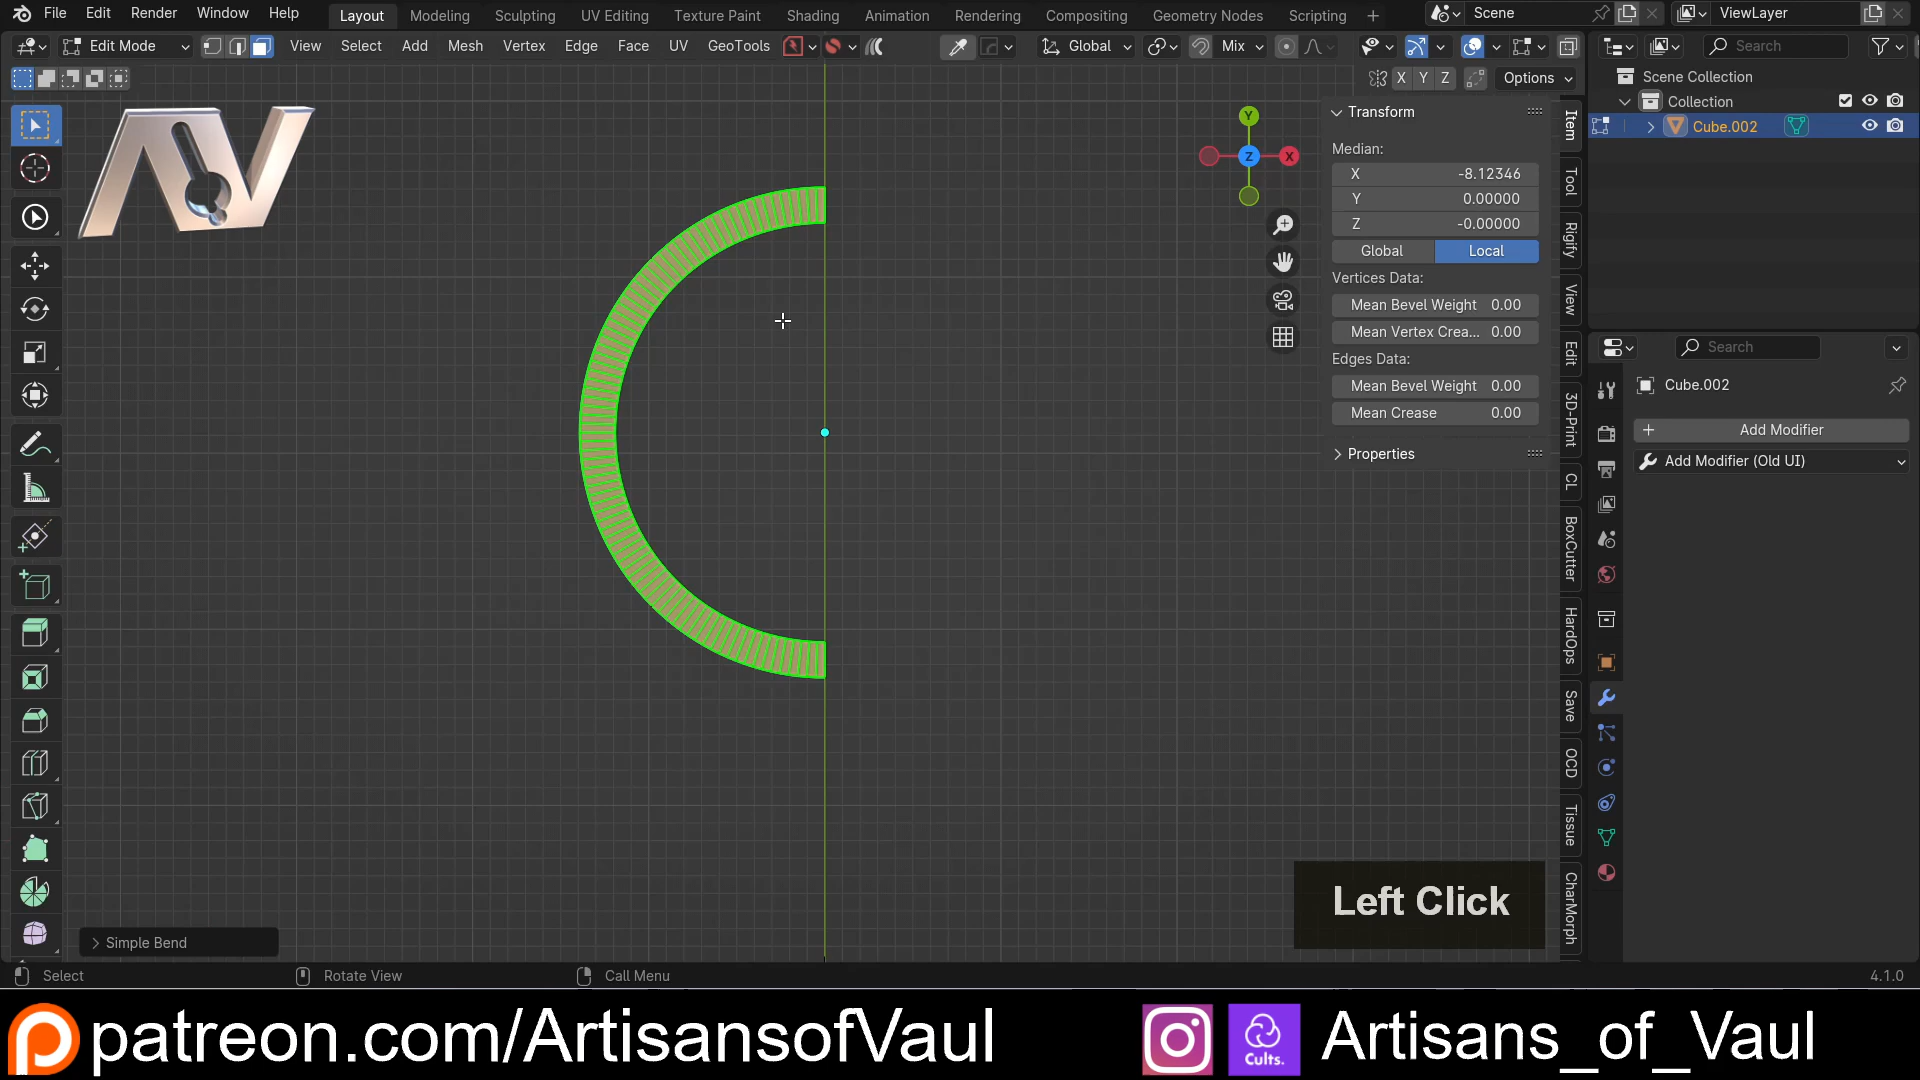 File Edit Render Window Help Layout Modeling Sculpting UV Editing Texture Paint Shading Animation Rendering Compositing Geometry Nodes Scripting + Scene ViewLayer
Edit Mode View Select Add Mesh Vertex Edge Face UV GeoTools Global Mix Search
X Y Z Options
Scene Collection
Collection
Cube.002
AV
Y
X
Z
Transform
Median:
X -8.12346
Y 0.00000
Z -0.00000
Global Local
Vertices Data:
Mean Bevel Weight 0.00
Mean Vertex Crea... 0.00
Edges Data:
Mean Bevel Weight 0.00
Mean Crease 0.00
Properties
Item
Tool
Rigify
View
Edit
3D-Print
CL
BoxCutter
HardOps
Save
OCD
Tissue
CharMorph
Search
Cube.002
Add Modifier
Add Modifier (Old UI)
Left Click
Simple Bend
Select Rotate View Call Menu 4.1.0
patreon.com/ArtisansofVaul Cults. Artisans_of_Vaul